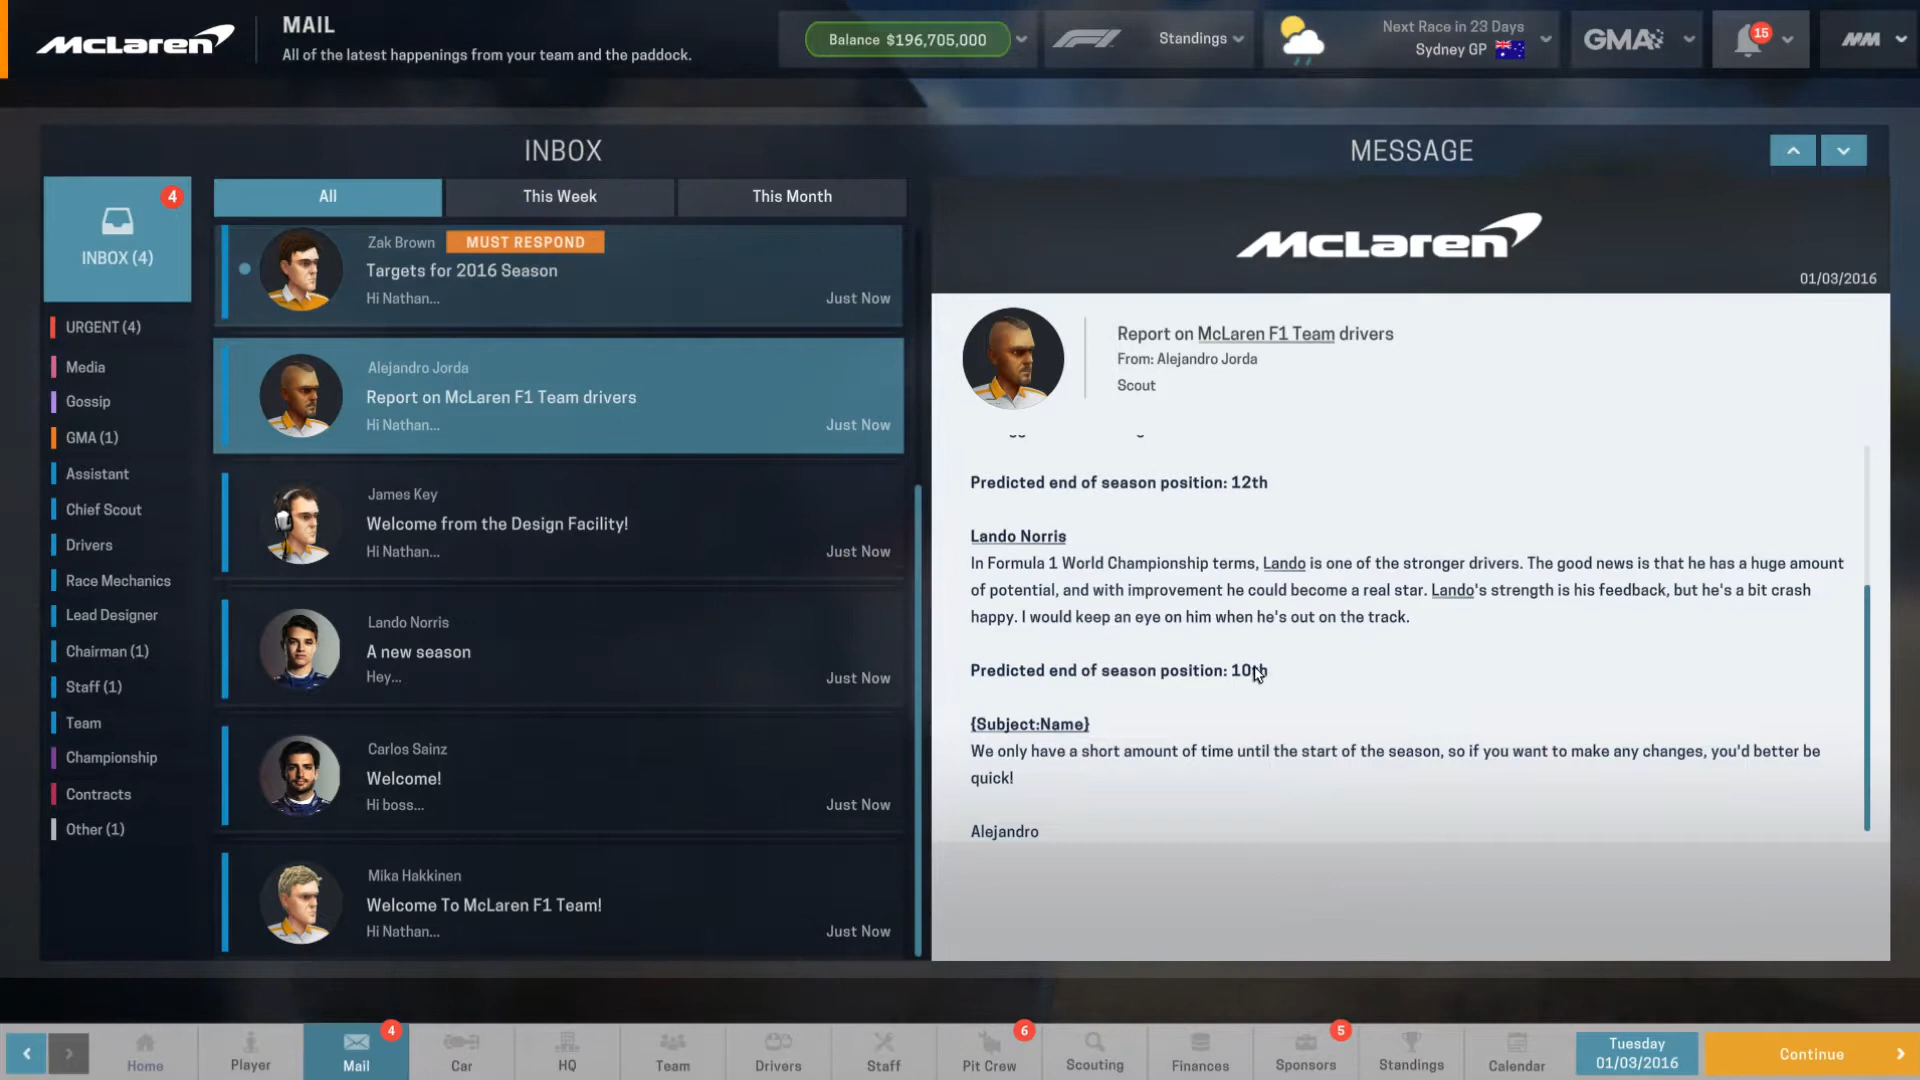 McLaren
MAIL
All of the latest happenings from your team and the paddock.
Balance $196,705,000
F1
Standings
Next Race in 23 Days
Sydney GP
GMA
15
MM
INBOX
4
INBOX (4)
All
This Week
This Month
URGENT (4)
Media
Gossip
GMA (1)
Assistant
Chief Scout
Drivers
Race Mechanics
Lead Designer
Chairman (1)
Staff (1)
Team
Championship
Contracts
Other (1)
Zak Brown
MUST RESPOND
Targets for 2016 Season
Hi Nathan...
Just Now
Alejandro Jorda
Report on McLaren F1 Team drivers
Hi Nathan...
Just Now
James Key
Welcome from the Design Facility!
Hi Nathan...
Just Now
Lando Norris
A new season
Hey...
Just Now
Carlos Sainz
Welcome!
Hi boss...
Just Now
Mika Hakkinen
Welcome To McLaren F1 Team!
Hi Nathan...
Just Now
MESSAGE
McLaren
01/03/2016
Report on McLaren F1 Team drivers
From: Alejandro Jorda
Scout
Predicted end of season position: 12th
Lando Norris
In Formula 1 World Championship terms, Lando is one of the stronger drivers. The good news is that he has a huge amount
of potential, and with improvement he could become a real star. Lando's strength is his feedback, but he's a bit crash
happy. I would keep an eye on him when he's out on the track.
Predicted end of season position: 10th
{Subject:Name}
We only have a short amount of time until the start of the season, so if you want to make any changes, you'd better be
quick!
Alejandro
Home
Player
4
Mail
Car
HQ
Team
Drivers
Staff
6
Pit Crew
Scouting
Finances
5
Sponsors
Standings
Calendar
Tuesday
01/03/2016
Continue